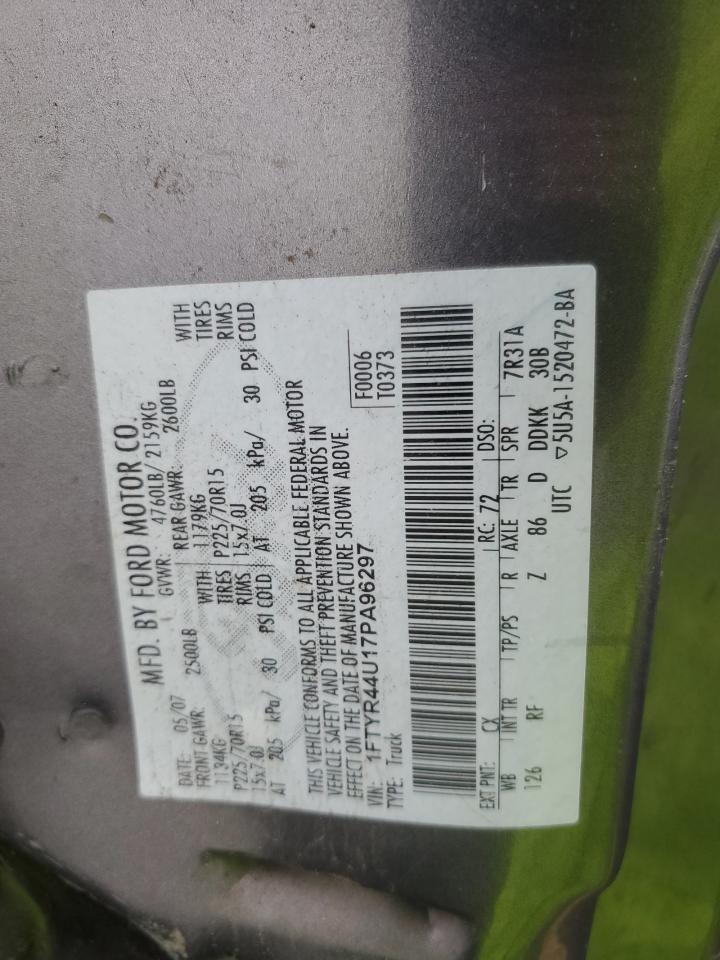 MFD. BY FORD MOTOR CO.
DATE: 05/07 GVWR: 4760LB/ 2159KG
FRONT GAWR: 2500LB REAR GAWR: 2600LB
1134KG WITH 1179KG WITH
P225/70R15 TIRES P225/70R15 TIRES
15x7.0J RIMS 15x7.0J RIMS
AT 205 kPa/ 30 PSI COLD AT 205 kPa/ 30 PSI COLD
THIS VEHICLE CONFORMS TO ALL APPLICABLE FEDERAL MOTOR
VEHICLE SAFETY AND THEFT PREVENTION STANDARDS IN
EFFECT ON THE DATE OF MANUFACTURE SHOWN ABOVE.
VIN: 1FTYR44U17PA96297 F0006
TYPE: Truck T0373
EXT PNT: CX RC: 72 DSO:
WB INT TR TP/PS R AXLE TR SPR 7R31A
126 RF Z 86 D DDKK 30B
UTC ▽5U5A-1520472-BA